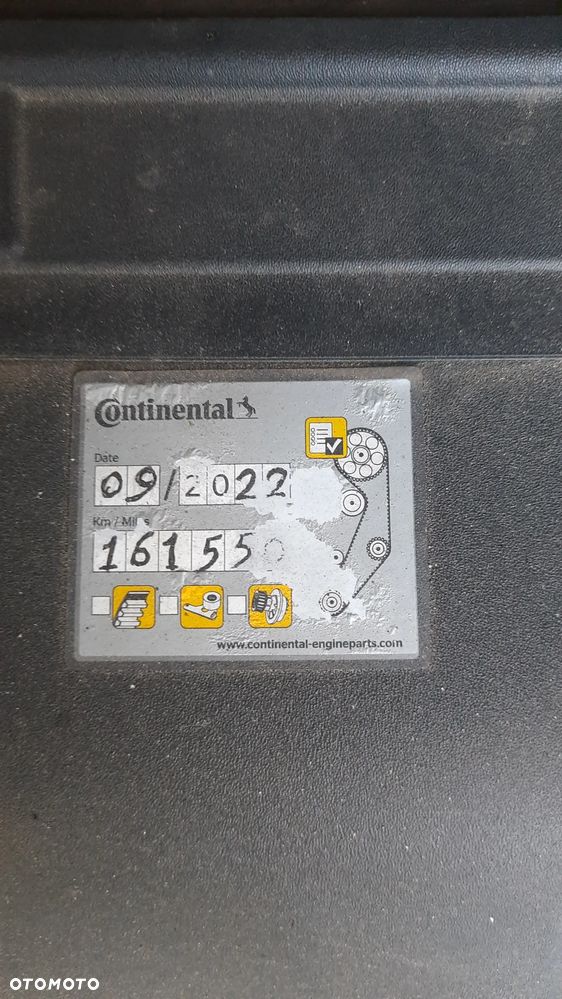 Continental
Date
09/2022
Km / Miles
16155
www.continental-engineparts.com
OTOMOTO